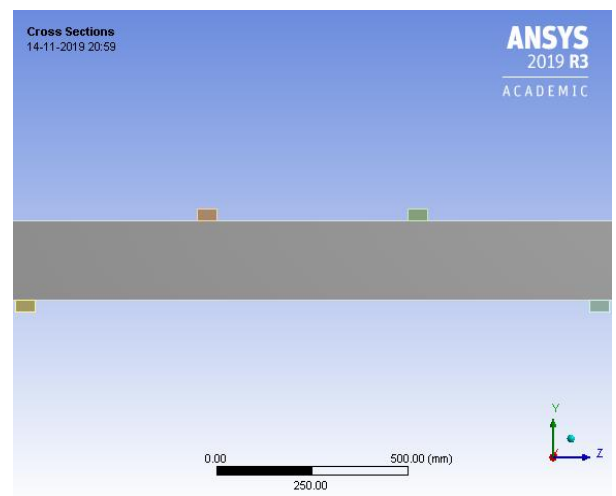 Cross Sections
14-11-2019 20:59
ANSYS
2019 R3
ACADEMIC
0.00
500.00 (mm)
250.00
Y
Z